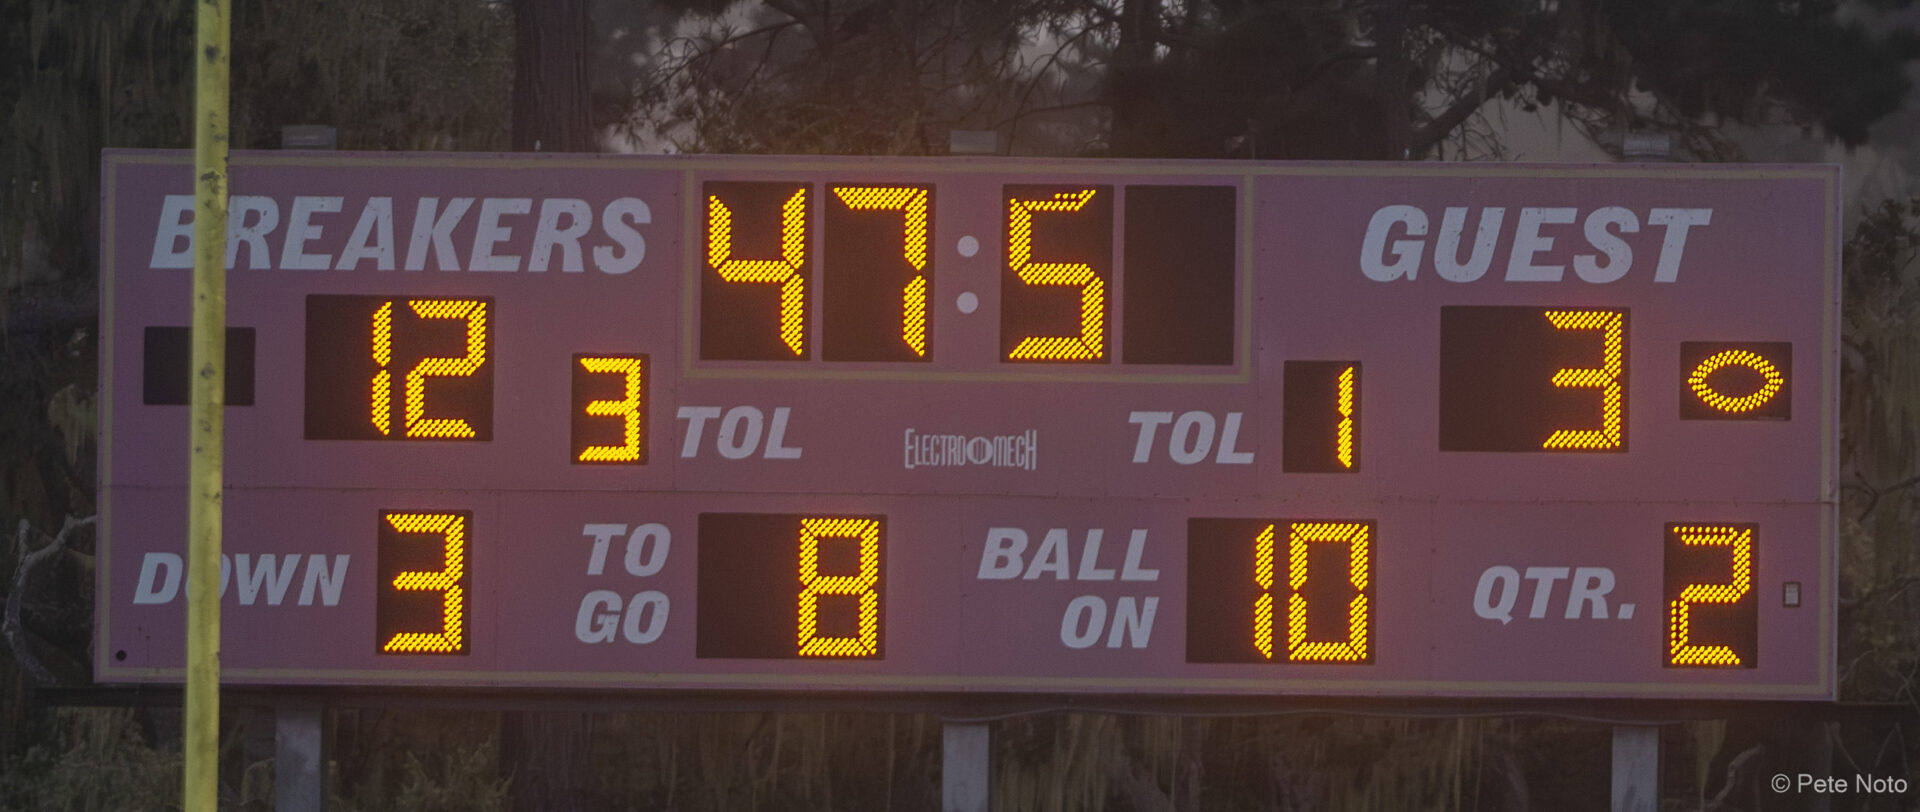 BREAKERS 47:5 GUEST
12 3 TOL ELECTRO MECH TOL 1 3
DOWN 3 TO GO 8 BALL ON 10 QTR. 2
© Pete Noto